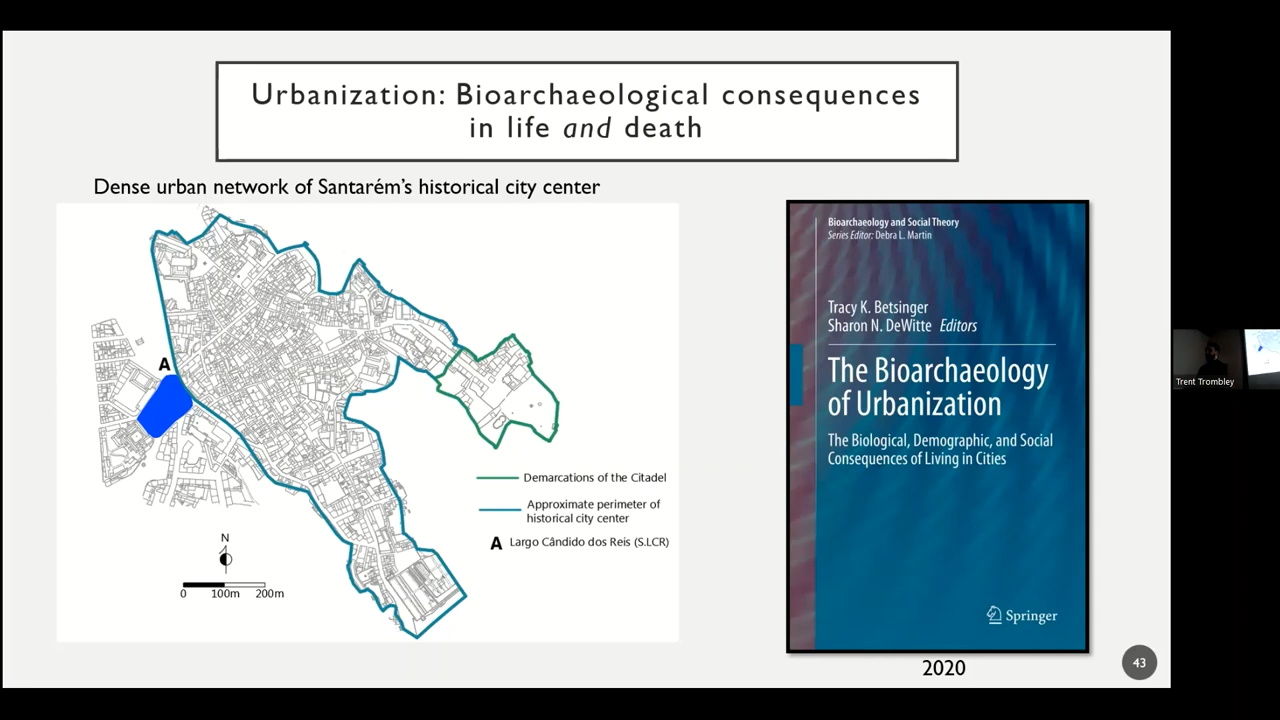 Urbanization: Bioarchaeological consequences
in life and death
Dense urban network of Santarém's historical city center
A
Demarcations of the Citadel
Approximate perimeter of
historical city center
A Largo Cândido dos Reis (S.LCR)
N
0 100m 200m
Bioarchaeology and Social Theory
Series Editor: Debra L. Martin
Tracy K. Betsinger
Sharon N. DeWitte Editors
The Bioarchaeology
of Urbanization
The Biological, Demographic, and Social
Consequences of Living in Cities
Springer
2020
43
Trent Trombley